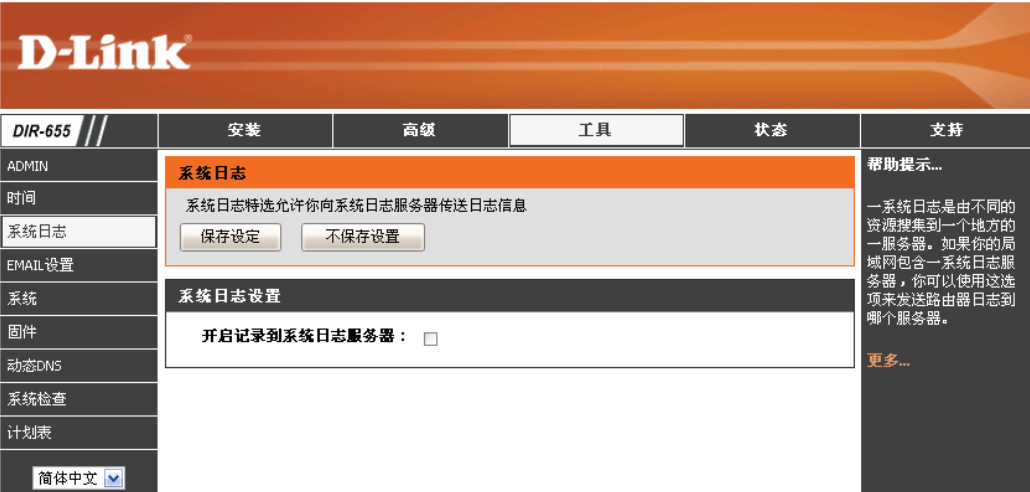 D-Link
DIR-655
安装
高级
工具
状态
支持
ADMIN
时间
系统日志
EMAIL设置
系统
固件
动态DNS
系统检查
计划表
简体中文
系统日志
系统日志特选允许你向系统日志服务器传送日志信息
保存设定
不保存设置
系统日志设置
开启记录到系统日志服务器：
帮助提示...
一系统日志是由不同的
资源搜集到一个地方的
一服务器。如果你的局
域网包含一系统日志服
务器，你可以使用这选
项来发送路由器日志到
哪个服务器。
更多...